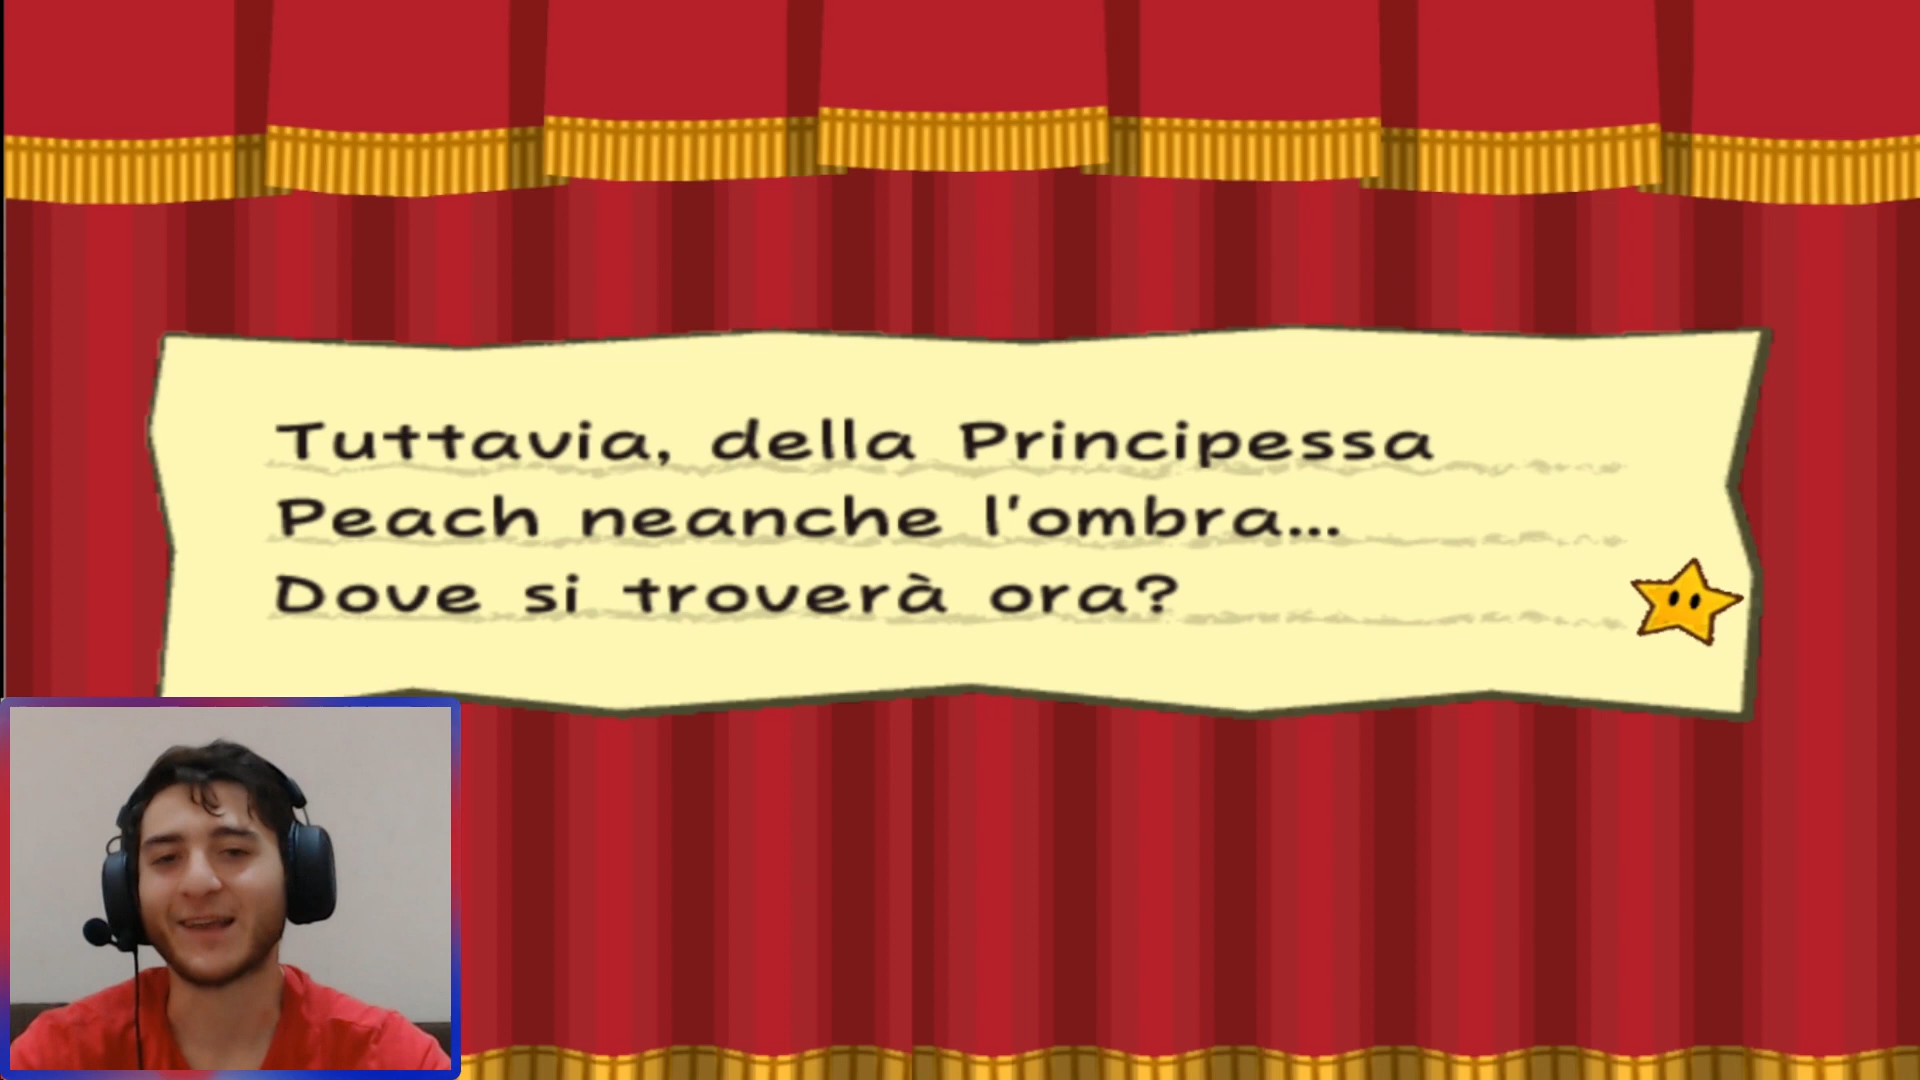 Tuttavia, della Principessa
Peach neanche l'ombra...
Dove si troverà ora?